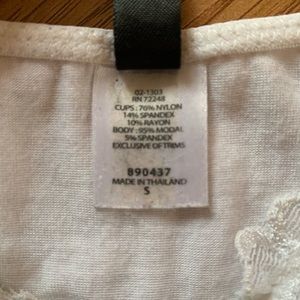 02-1303
RN 72248
CUPS: 76% NYLON
14% SPANDEX
10% RAYON
BODY: 95% MODAL
5% SPANDEX
EXCLUSIVE OF TRIMS
890437
MADE IN THAILAND
S